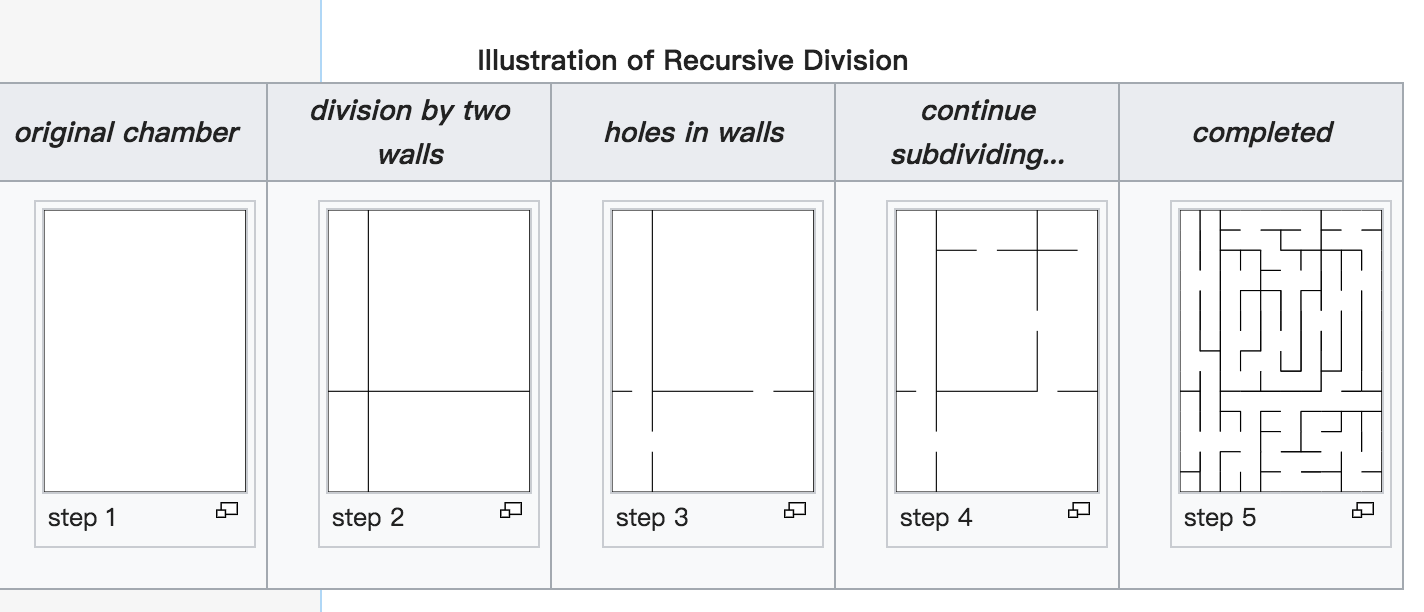 Illustration of Recursive Division
original chamber
division by two
walls
holes in walls
continue
subdividing...
completed
step 1
step 2
step 3
step 4
step 5